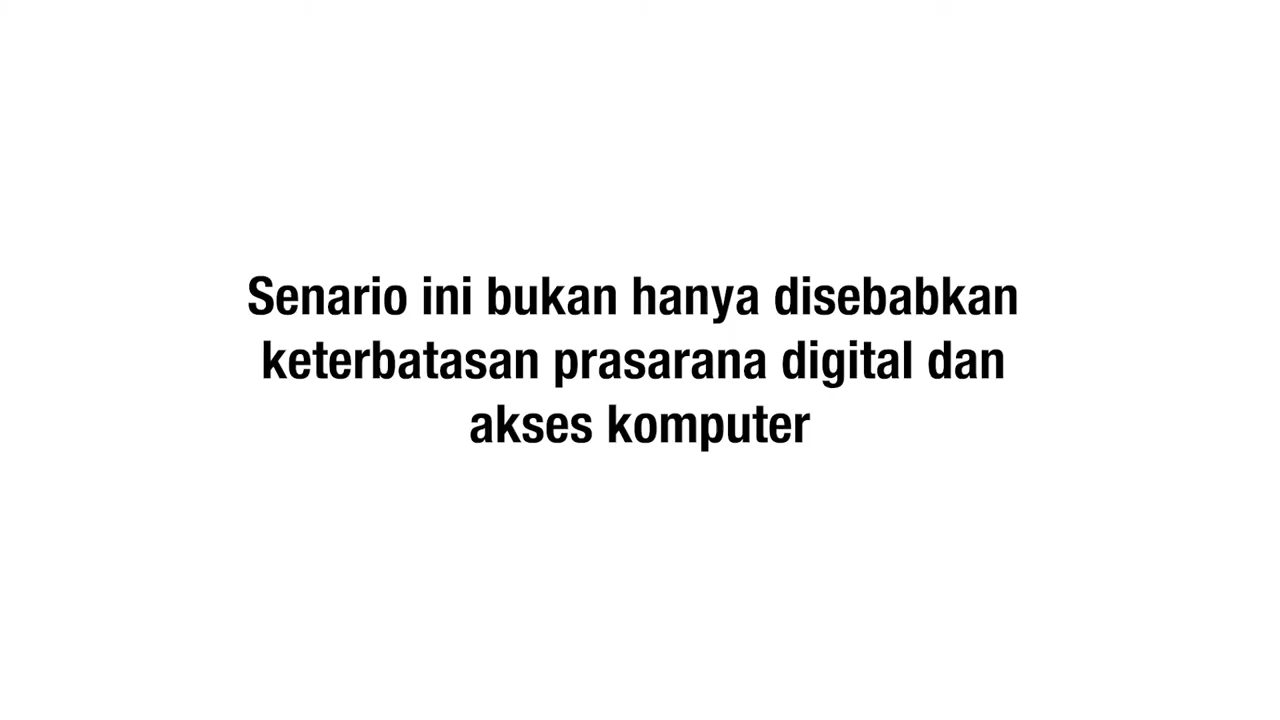 Senario ini bukan hanya disebabkan
keterbatasan prasarana digital dan
akses komputer